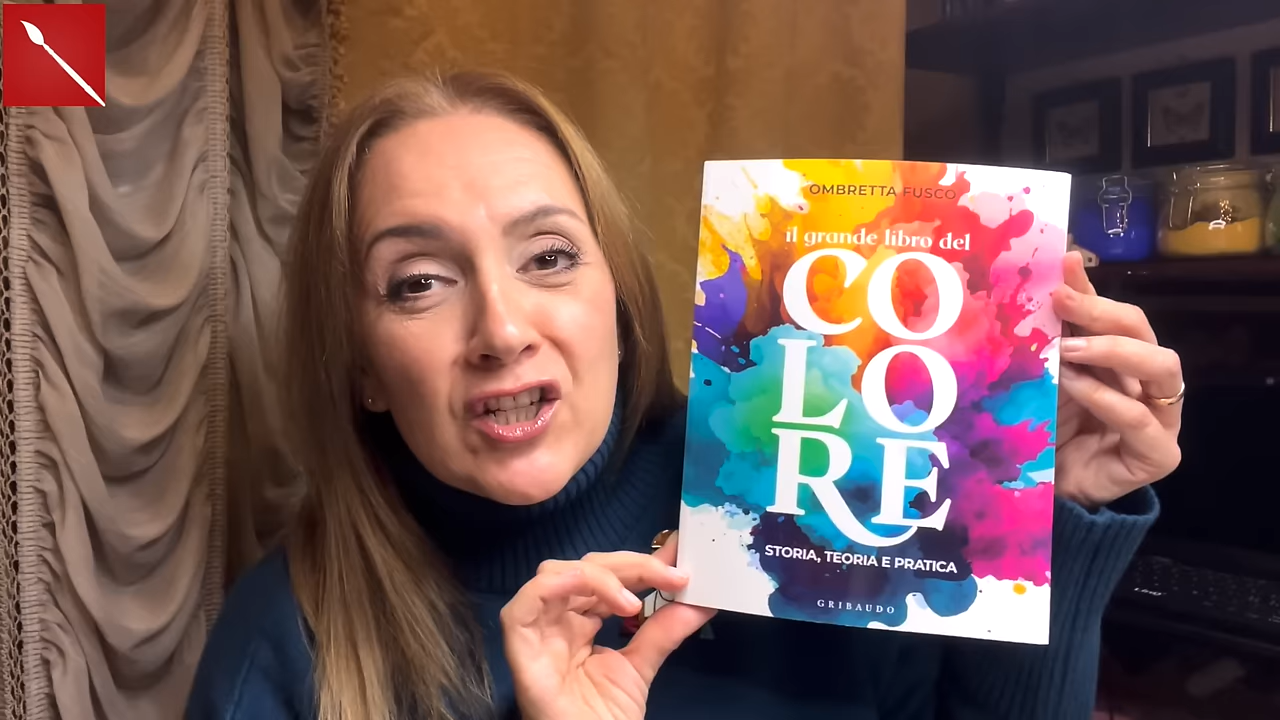 OMBRETTA FUSCO
il grande libro del
CO
LO
RE
STORIA, TEORIA E PRATICA
GRIBAUDO